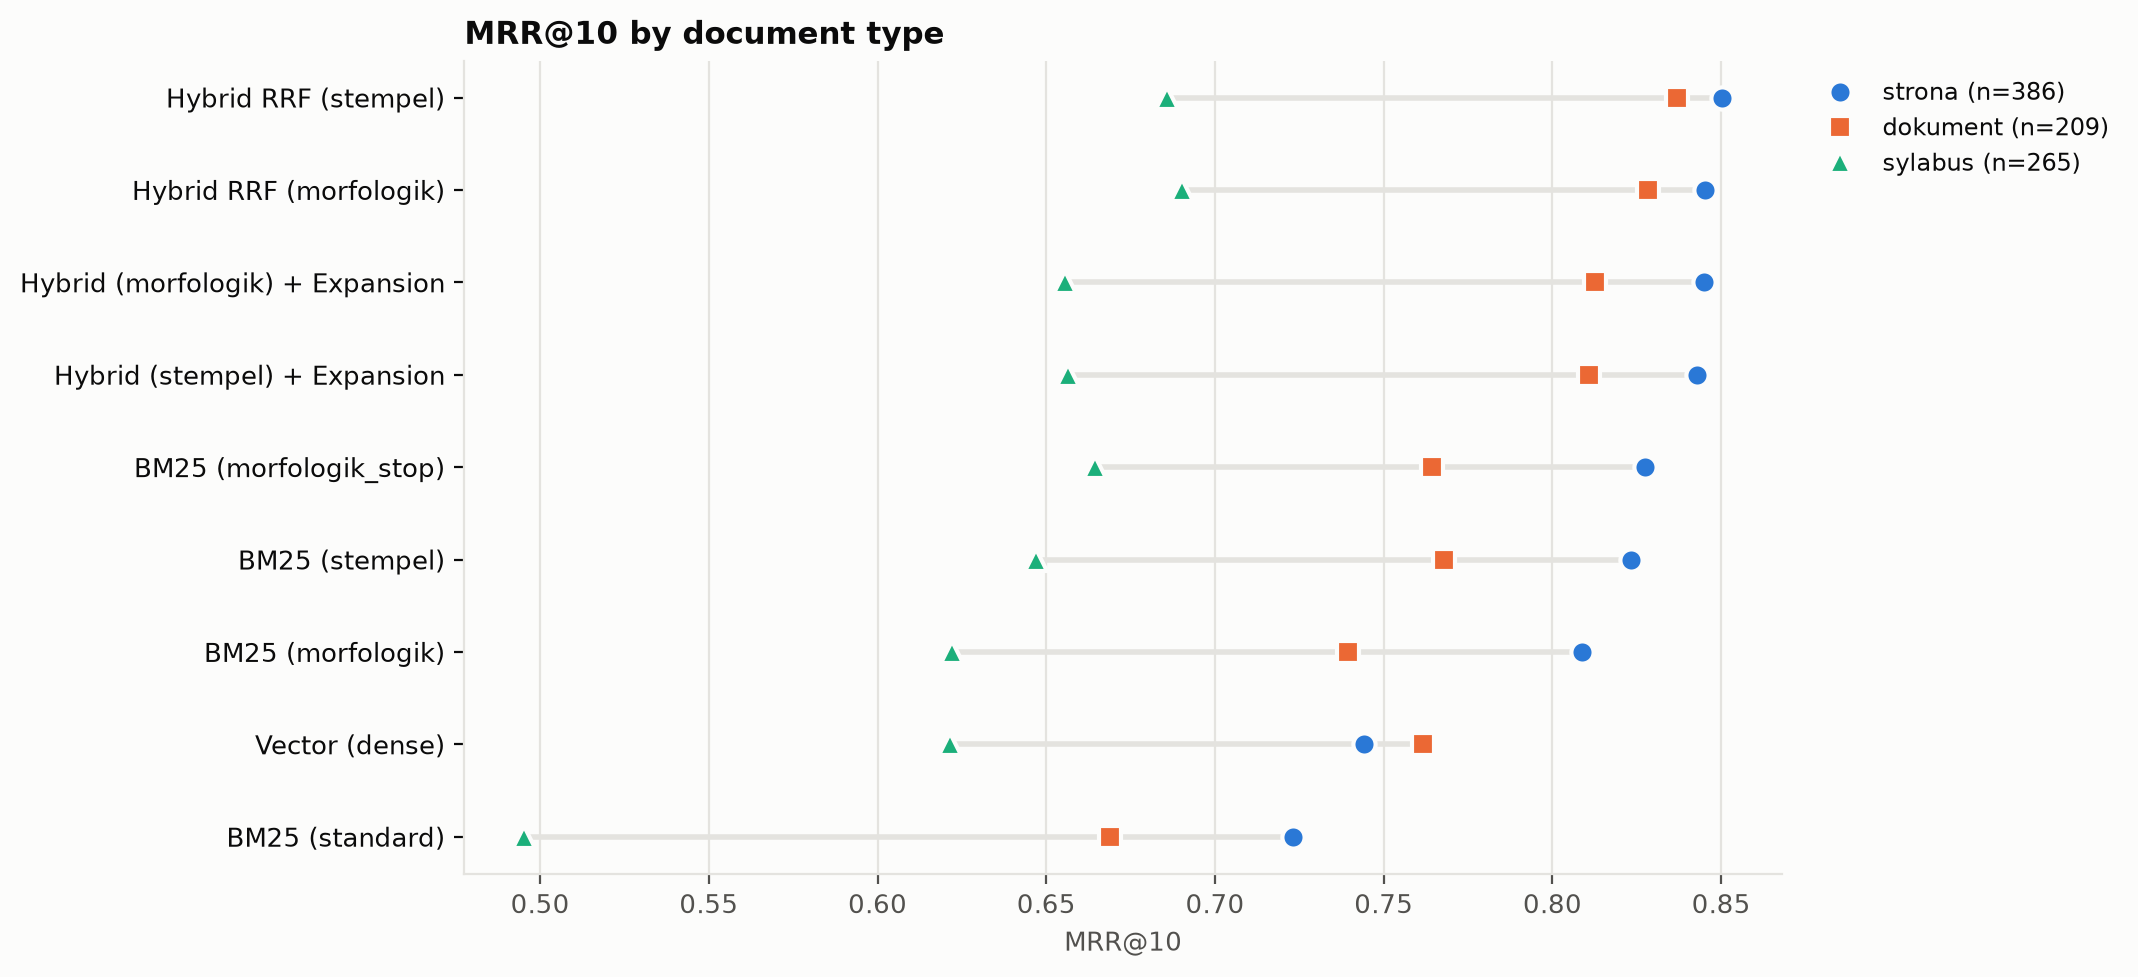 MRR@10 by document type
Hybrid RRF (stempel)
Hybrid RRF (morfologik)
Hybrid (morfologik) + Expansion
Hybrid (stempel) + Expansion
BM25 (morfologik_stop)
BM25 (stempel)
BM25 (morfologik)
Vector (dense)
BM25 (standard)
0.50 0.55 0.60 0.65 0.70 0.75 0.80 0.85
MRR@10
strona (n=386)
dokument (n=209)
sylabus (n=265)